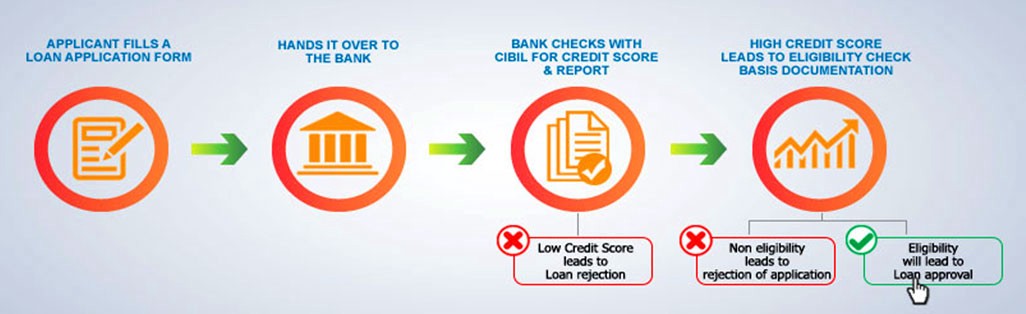 APPLICANT FILLS A
LOAN APPLICATION FORM
HANDS IT OVER TO
THE BANK
BANK CHECKS WITH
CIBIL FOR CREDIT SCORE
& REPORT
HIGH CREDIT SCORE
LEADS TO ELIGIBILITY CHECK
BASIS DOCUMENTATION
Low Credit Score
leads to
Loan rejection
Non eligibility
leads to
rejection of application
Eligibility
will lead to
Loan approval